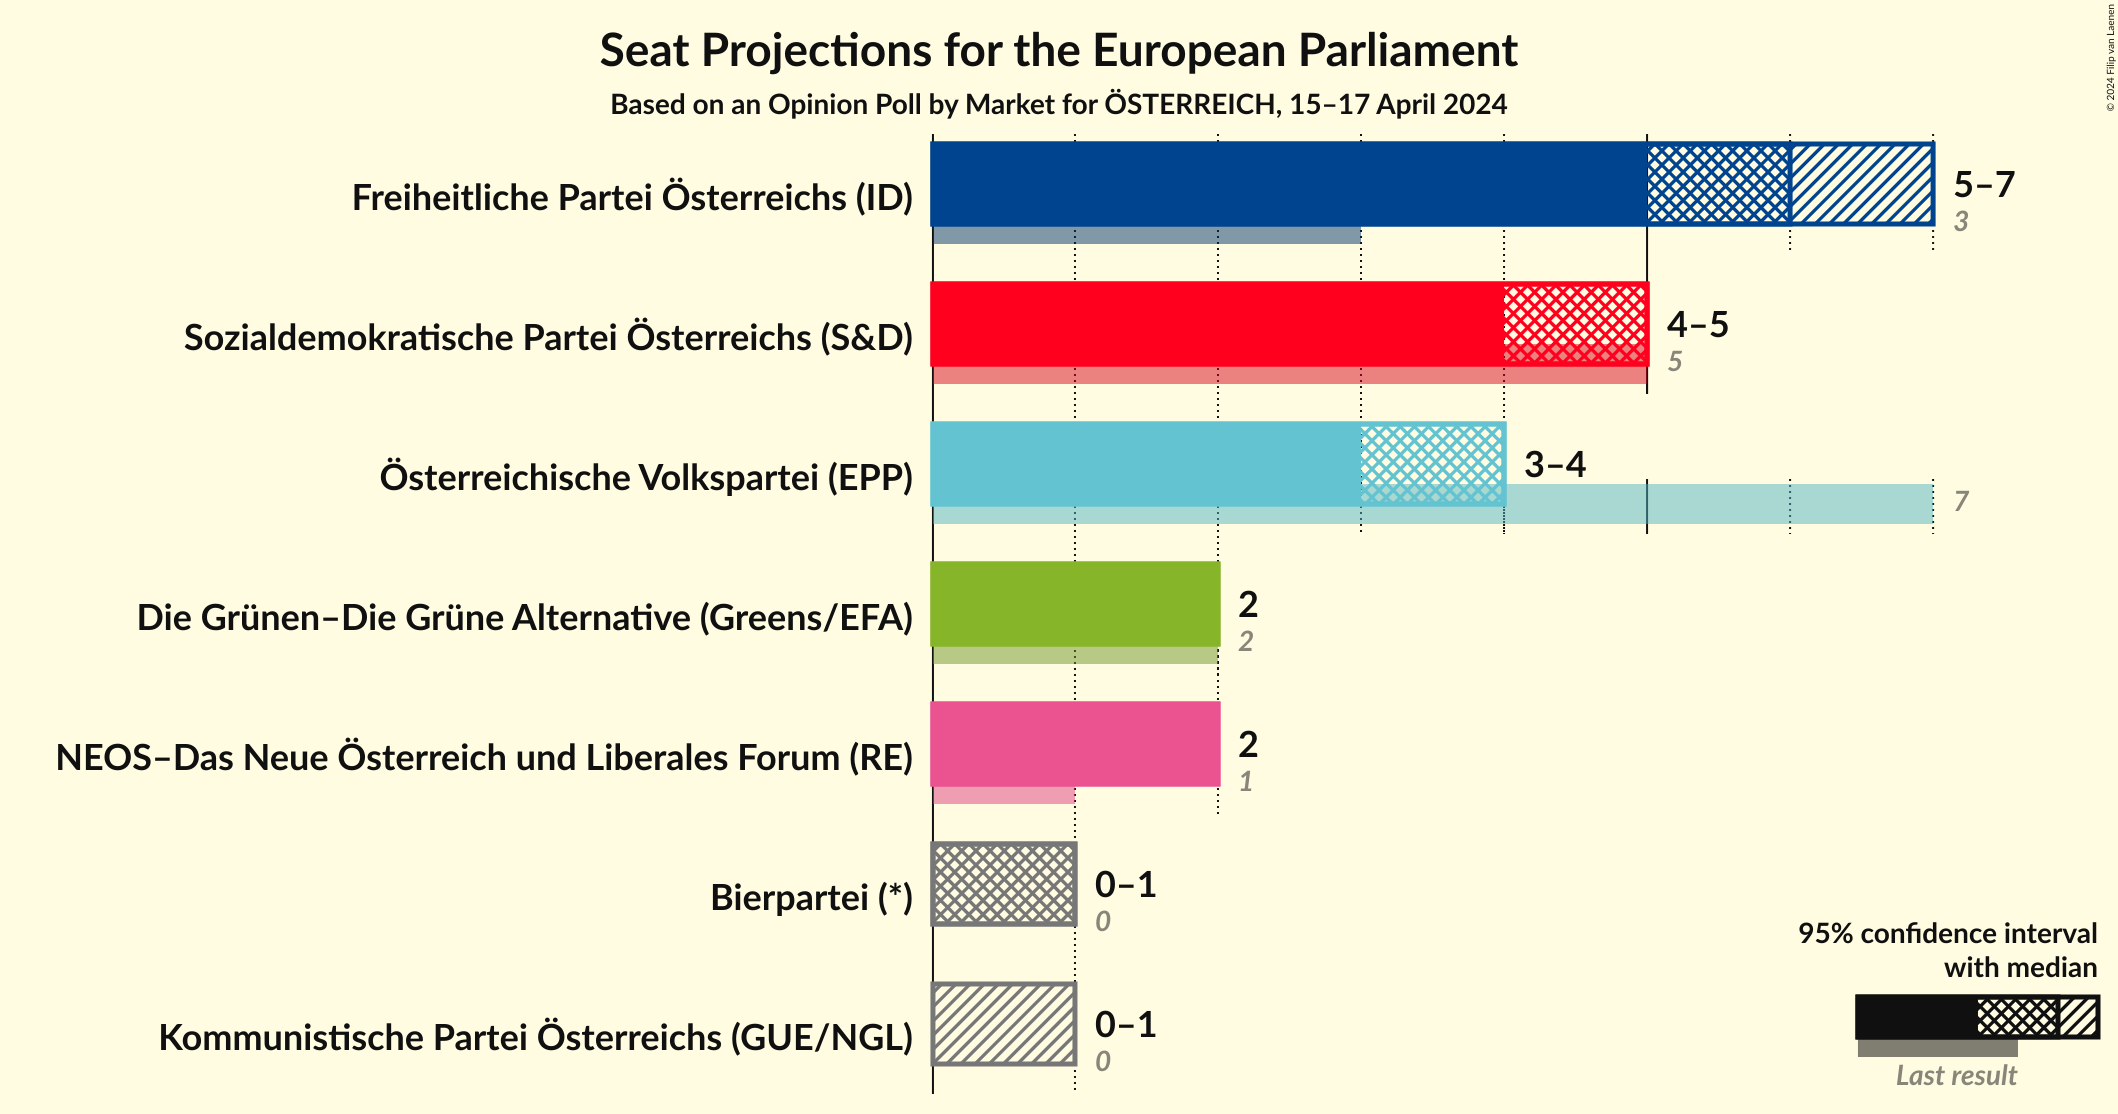 Seat Projections for the European Parliament
Based on an Opinion Poll by Market for ÖSTERREICH, 15–17 April 2024
© 2024 Filip van Laenen
Freiheitliche Partei Österreichs (ID)
5–7
3
Sozialdemokratische Partei Österreichs (S&D)
4–5
5
Österreichische Volkspartei (EPP)
3–4
7
Die Grünen–Die Grüne Alternative (Greens/EFA)
2
2
NEOS–Das Neue Österreich und Liberales Forum (RE)
2
1
Bierpartei (*)
0–1
0
Kommunistische Partei Österreichs (GUE/NGL)
0–1
0
95% confidence interval
with median
Last result